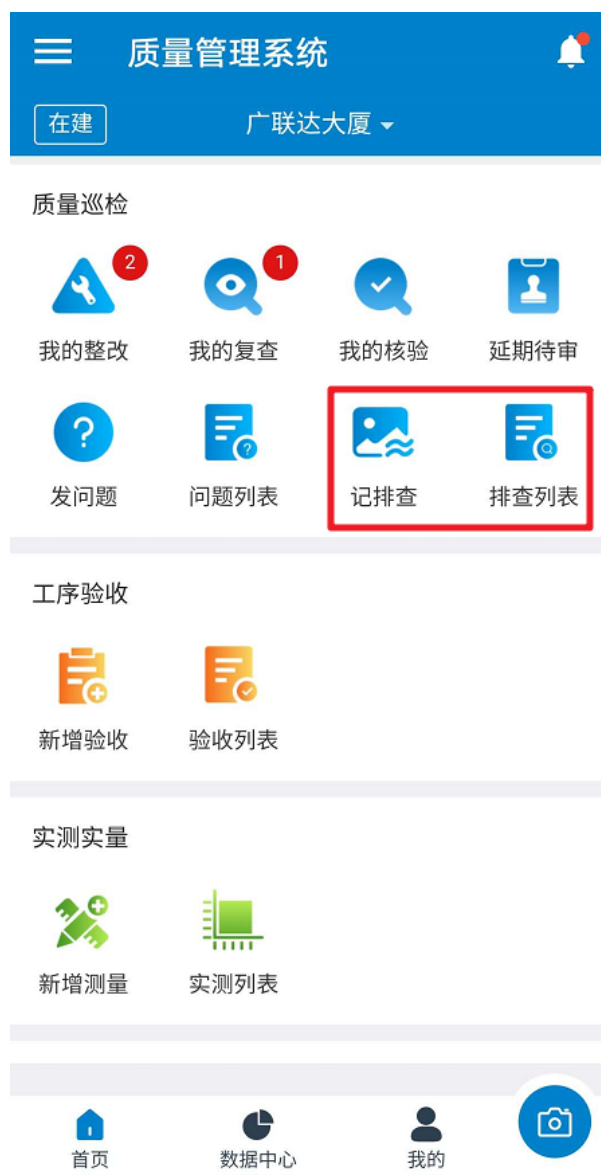 质量管理系统
在建
广联达大厦
质量巡检
2
1
我的整改
我的复查
我的核验
延期待审
?
?
发问题
问题列表
记排查
排查列表
工序验收
新增验收
验收列表
实测实量
新增测量
实测列表
首页
数据中心
我的